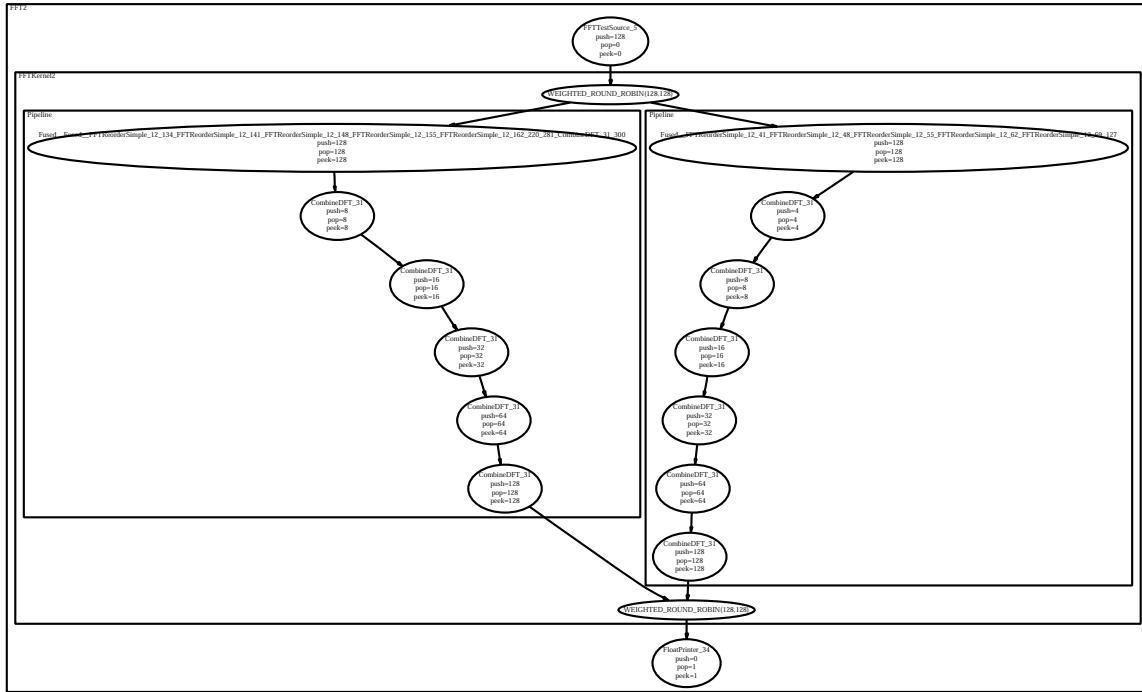 FFT2
FFTTestSource_5
push=128
pop=0
peek=0
FFTKernel2
WEIGHTED_ROUND_ROBIN(128,128)
Pipeline
Fused__Fused__FFTReorderSimple_12_134_FFTReorderSimple_12_141_FFTReorderSimple_12_148_FFTReorderSimple_12_155_FFTReorderSimple_12_162_220_281_CombineDFT_31_300
push=128
pop=128
peek=128
CombineDFT_31
push=8
pop=8
peek=8
CombineDFT_31
push=16
pop=16
peek=16
CombineDFT_31
push=32
pop=32
peek=32
CombineDFT_31
push=64
pop=64
peek=64
CombineDFT_31
push=128
pop=128
peek=128
Pipeline
Fused__FFTReorderSimple_12_41_FFTReorderSimple_12_48_FFTReorderSimple_12_55_FFTReorderSimple_12_62_FFTReorderSimple_12_69_127
push=128
pop=128
peek=128
CombineDFT_31
push=4
pop=4
peek=4
CombineDFT_31
push=8
pop=8
peek=8
CombineDFT_31
push=16
pop=16
peek=16
CombineDFT_31
push=32
pop=32
peek=32
CombineDFT_31
push=64
pop=64
peek=64
CombineDFT_31
push=128
pop=128
peek=128
WEIGHTED_ROUND_ROBIN(128,128)
FloatPrinter_34
push=0
pop=1
peek=1